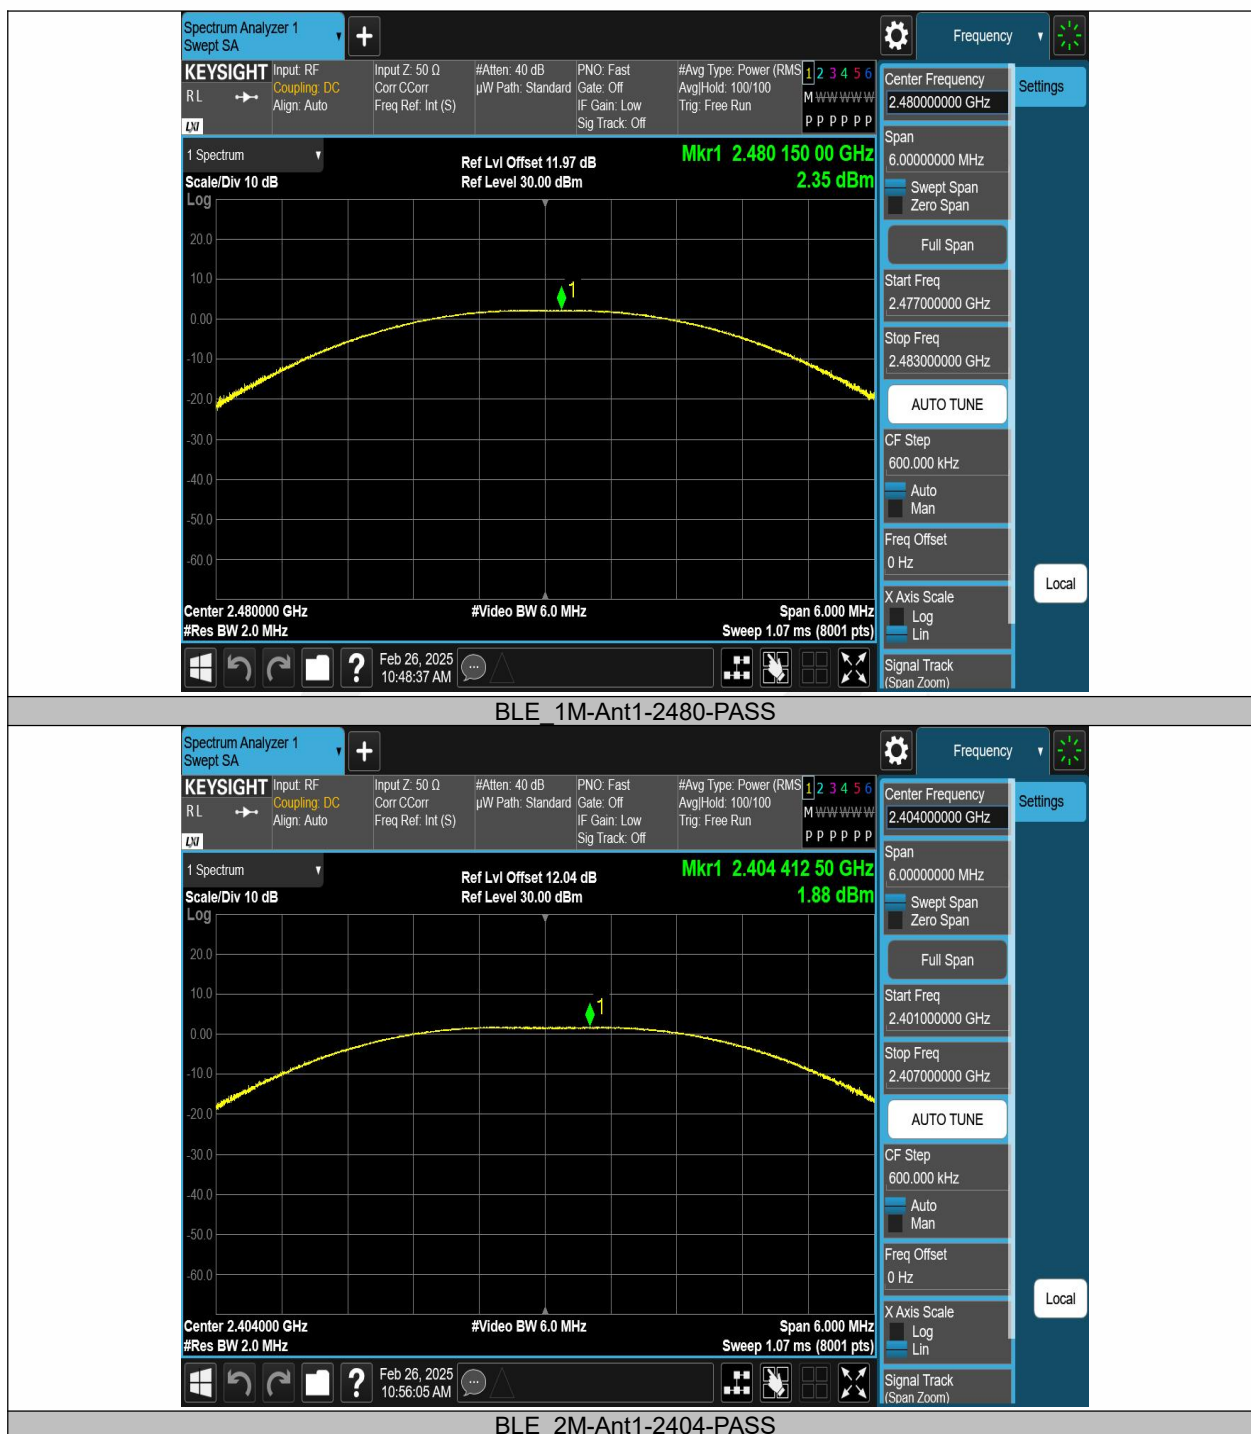 Spectrum Analyzer 1
Swept SA
Frequency
KEYSIGHT
RL
LXI
Input: RF
Coupling: DC
Align: Auto
Input Z: 50 Ω
Corr CCorr
Freq Ref: Int (S)
#Atten: 40 dB
µW Path: Standard
PNO: Fast
Gate: Off
IF Gain: Low
Sig Track: Off
#Avg Type: Power (RMS
Avg|Hold: 100/100
Trig: Free Run
1 2 3 4 5 6
M W W W W W
P P P P P P
Center Frequency
2.480000000 GHz
Settings
Span
6.00000000 MHz
Swept Span
Zero Span
Full Span
Start Freq
2.477000000 GHz
Stop Freq
2.483000000 GHz
AUTO TUNE
CF Step
600.000 kHz
Auto
Man
Freq Offset
0 Hz
X Axis Scale
Log
Lin
Signal Track
(Span Zoom)
Local
1 Spectrum
Scale/Div 10 dB
Log
Ref Lvl Offset 11.97 dB
Ref Level 30.00 dBm
Mkr1 2.480 150 00 GHz
2.35 dBm
1
20.0
10.0
0.00
-10.0
-20.0
-30.0
-40.0
-50.0
-60.0
Center 2.480000 GHz
#Res BW 2.0 MHz
#Video BW 6.0 MHz
Span 6.000 MHz
Sweep 1.07 ms (8001 pts)
?
Feb 26, 2025
10:48:37 AM
BLE_1M-Ant1-2480-PASS
Spectrum Analyzer 1
Swept SA
Frequency
KEYSIGHT
RL
LXI
Input: RF
Coupling: DC
Align: Auto
Input Z: 50 Ω
Corr CCorr
Freq Ref: Int (S)
#Atten: 40 dB
µW Path: Standard
PNO: Fast
Gate: Off
IF Gain: Low
Sig Track: Off
#Avg Type: Power (RMS
Avg|Hold: 100/100
Trig: Free Run
1 2 3 4 5 6
M W W W W W
P P P P P P
Center Frequency
2.404000000 GHz
Settings
Span
6.00000000 MHz
Swept Span
Zero Span
Full Span
Start Freq
2.401000000 GHz
Stop Freq
2.407000000 GHz
AUTO TUNE
CF Step
600.000 kHz
Auto
Man
Freq Offset
0 Hz
X Axis Scale
Log
Lin
Signal Track
(Span Zoom)
Local
1 Spectrum
Scale/Div 10 dB
Log
Ref Lvl Offset 12.04 dB
Ref Level 30.00 dBm
Mkr1 2.404 412 50 GHz
1.88 dBm
1
20.0
10.0
0.00
-10.0
-20.0
-30.0
-40.0
-50.0
-60.0
Center 2.404000 GHz
#Res BW 2.0 MHz
#Video BW 6.0 MHz
Span 6.000 MHz
Sweep 1.07 ms (8001 pts)
?
Feb 26, 2025
10:56:05 AM
BLE_2M-Ant1-2404-PASS